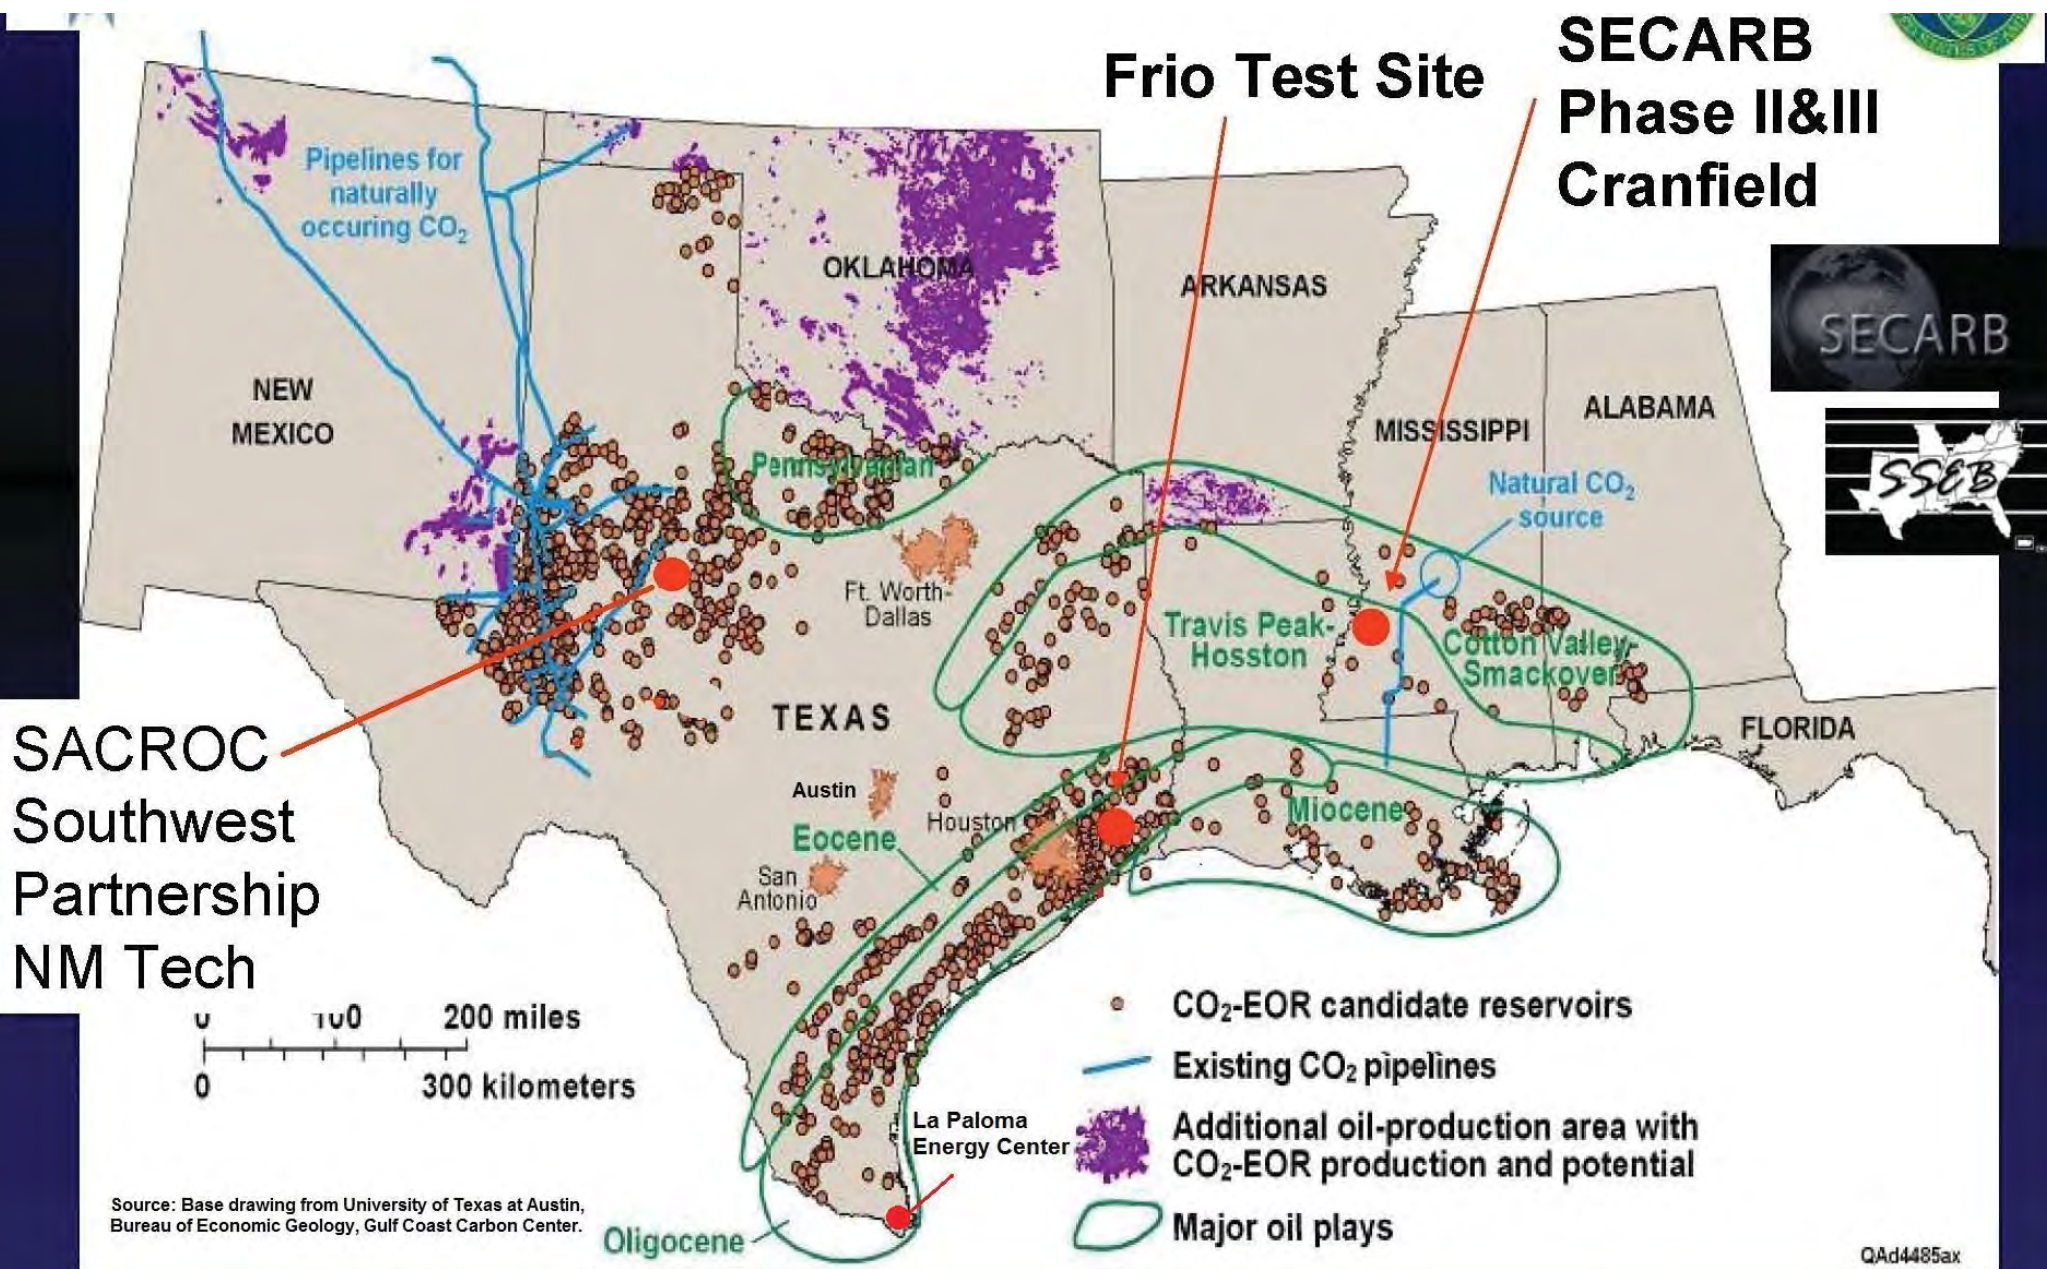 Frio Test Site
SECARB
Phase II&III
Cranfield
Pipelines for
naturally
occuring CO₂
OKLAHOMA
ARKANSAS
SECARB
NEW
MEXICO
MISSISSIPPI
ALABAMA
Pennsylvanian
Natural CO₂
source
SSEB
Ft. Worth-
Dallas
Travis Peak-
Hosston
Cotton Valley-
Smackover
TEXAS
FLORIDA
SACROC
Southwest
Partnership
NM Tech
Austin
Houston
Eocene
Miocene
San
Antonio
0 100 200 miles
0 300 kilometers
CO₂-EOR candidate reservoirs
Existing CO₂ pipelines
Additional oil-production area with
CO₂-EOR production and potential
Major oil plays
La Paloma
Energy Center
Source: Base drawing from University of Texas at Austin,
Bureau of Economic Geology, Gulf Coast Carbon Center.
Oligocene
QAd4485ax